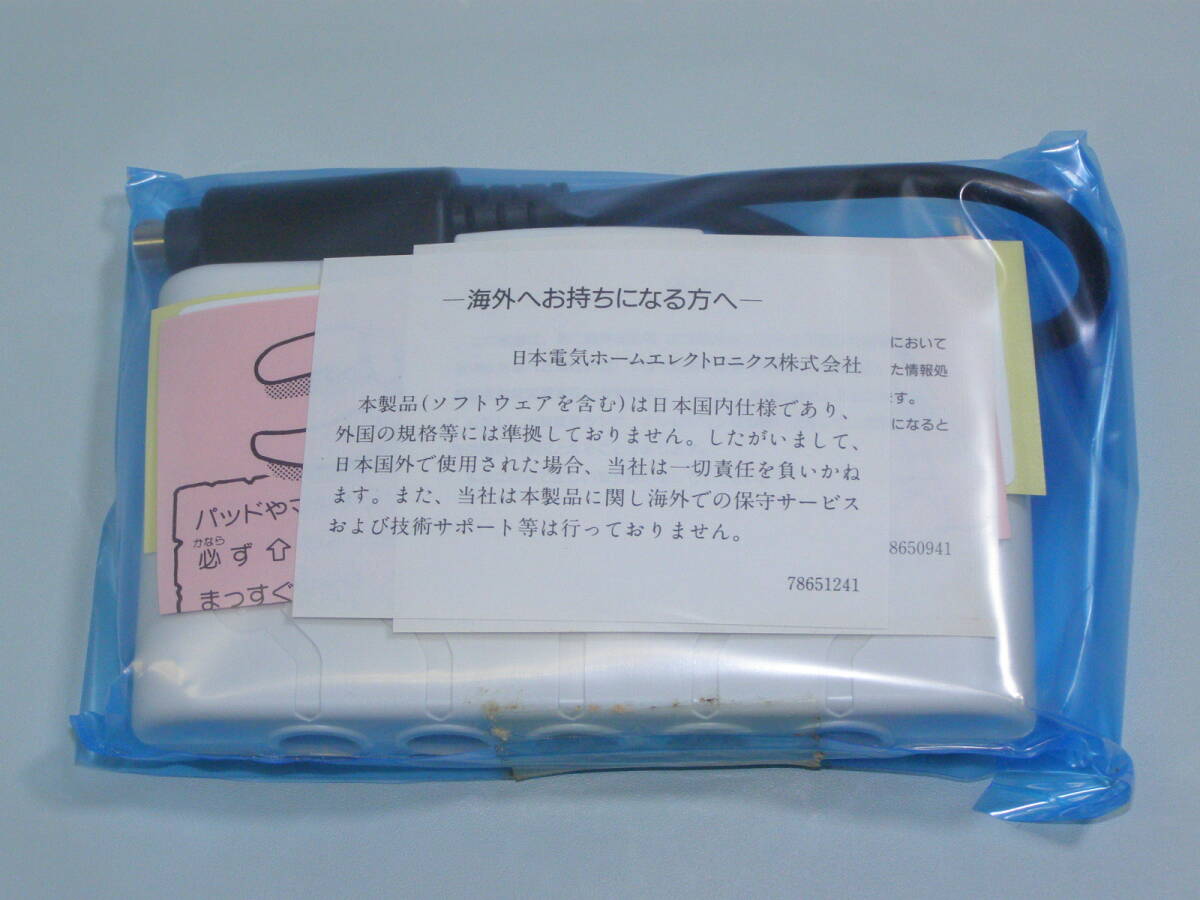 —海外へお持ちになる方へ—
日本電気ホームエレクトロニクス株式会社
本製品(ソフトウェアを含む)は日本国内仕様であり、
外国の規格等には準拠しておりません。したがいまして、
日本国外で使用された場合、当社は一切責任を負いかね
ます。また、当社は本製品に関し海外での保守サービス
および技術サポート等は行っておりません。
78651241
において
た情報処
す。
になると
8650941
パッドや
かなら
必ず⇧
まっすぐ